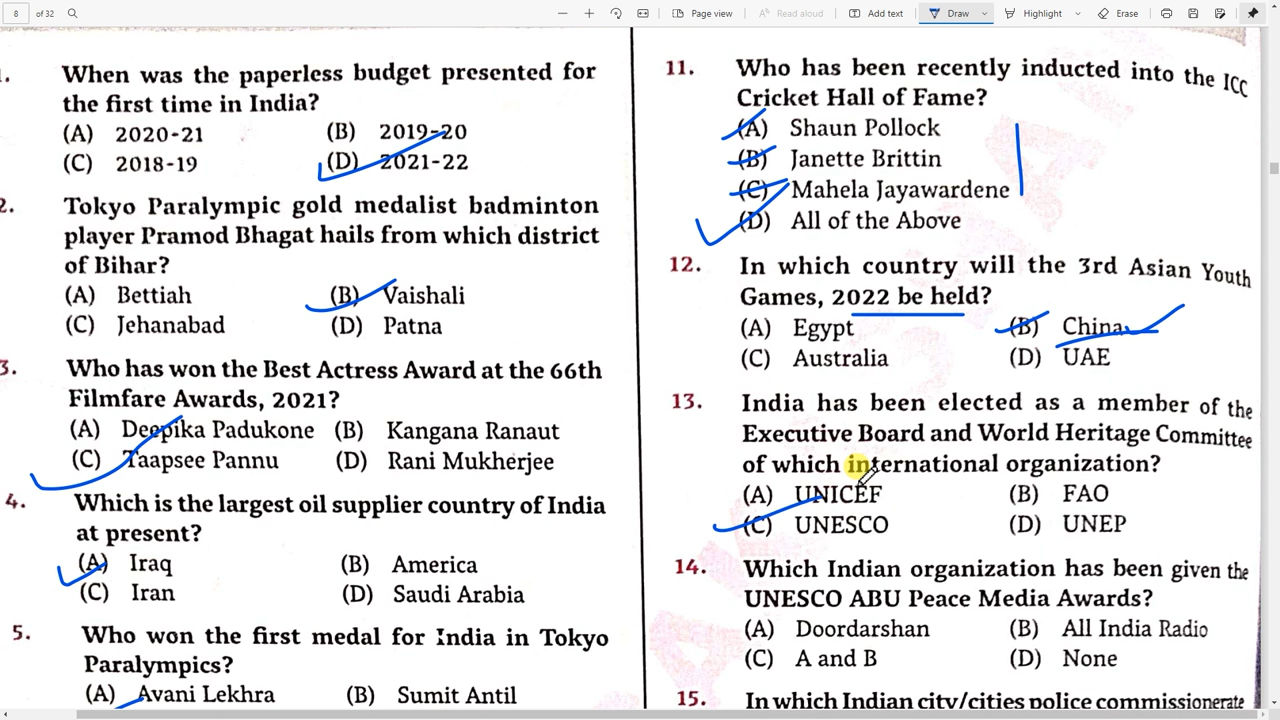 8 of 32
Page view
Read aloud
Add text
Draw
Highlight
Erase
When was the paperless budget presented for
the first time in India?
(A) 2020-21 (B) 2019-20
(C) 2018-19 (D) 2021-22
2. Tokyo Paralympic gold medalist badminton
player Pramod Bhagat hails from which district
of Bihar?
(A) Bettiah (B) Vaishali
(C) Jehanabad (D) Patna
3. Who has won the Best Actress Award at the 66th
Filmfare Awards, 2021?
(A) Deepika Padukone (B) Kangana Ranaut
(C) Taapsee Pannu (D) Rani Mukherjee
4. Which is the largest oil supplier country of India
at present?
(A) Iraq (B) America
(C) Iran (D) Saudi Arabia
5. Who won the first medal for India in Tokyo
Paralympics?
(A) Avani Lekhra (B) Sumit Antil
11. Who has been recently inducted into the ICC
Cricket Hall of Fame?
(A) Shaun Pollock
(B) Janette Brittin
(C) Mahela Jayawardene
(D) All of the Above
12. In which country will the 3rd Asian Youth
Games, 2022 be held?
(A) Egypt (B) China
(C) Australia (D) UAE
13. India has been elected as a member of the
Executive Board and World Heritage Committee
of which international organization?
(A) UNICEF (B) FAO
(C) UNESCO (D) UNEP
14. Which Indian organization has been given the
UNESCO ABU Peace Media Awards?
(A) Doordarshan (B) All India Radio
(C) A and B (D) None
15. In which Indian city/cities police commissionerate